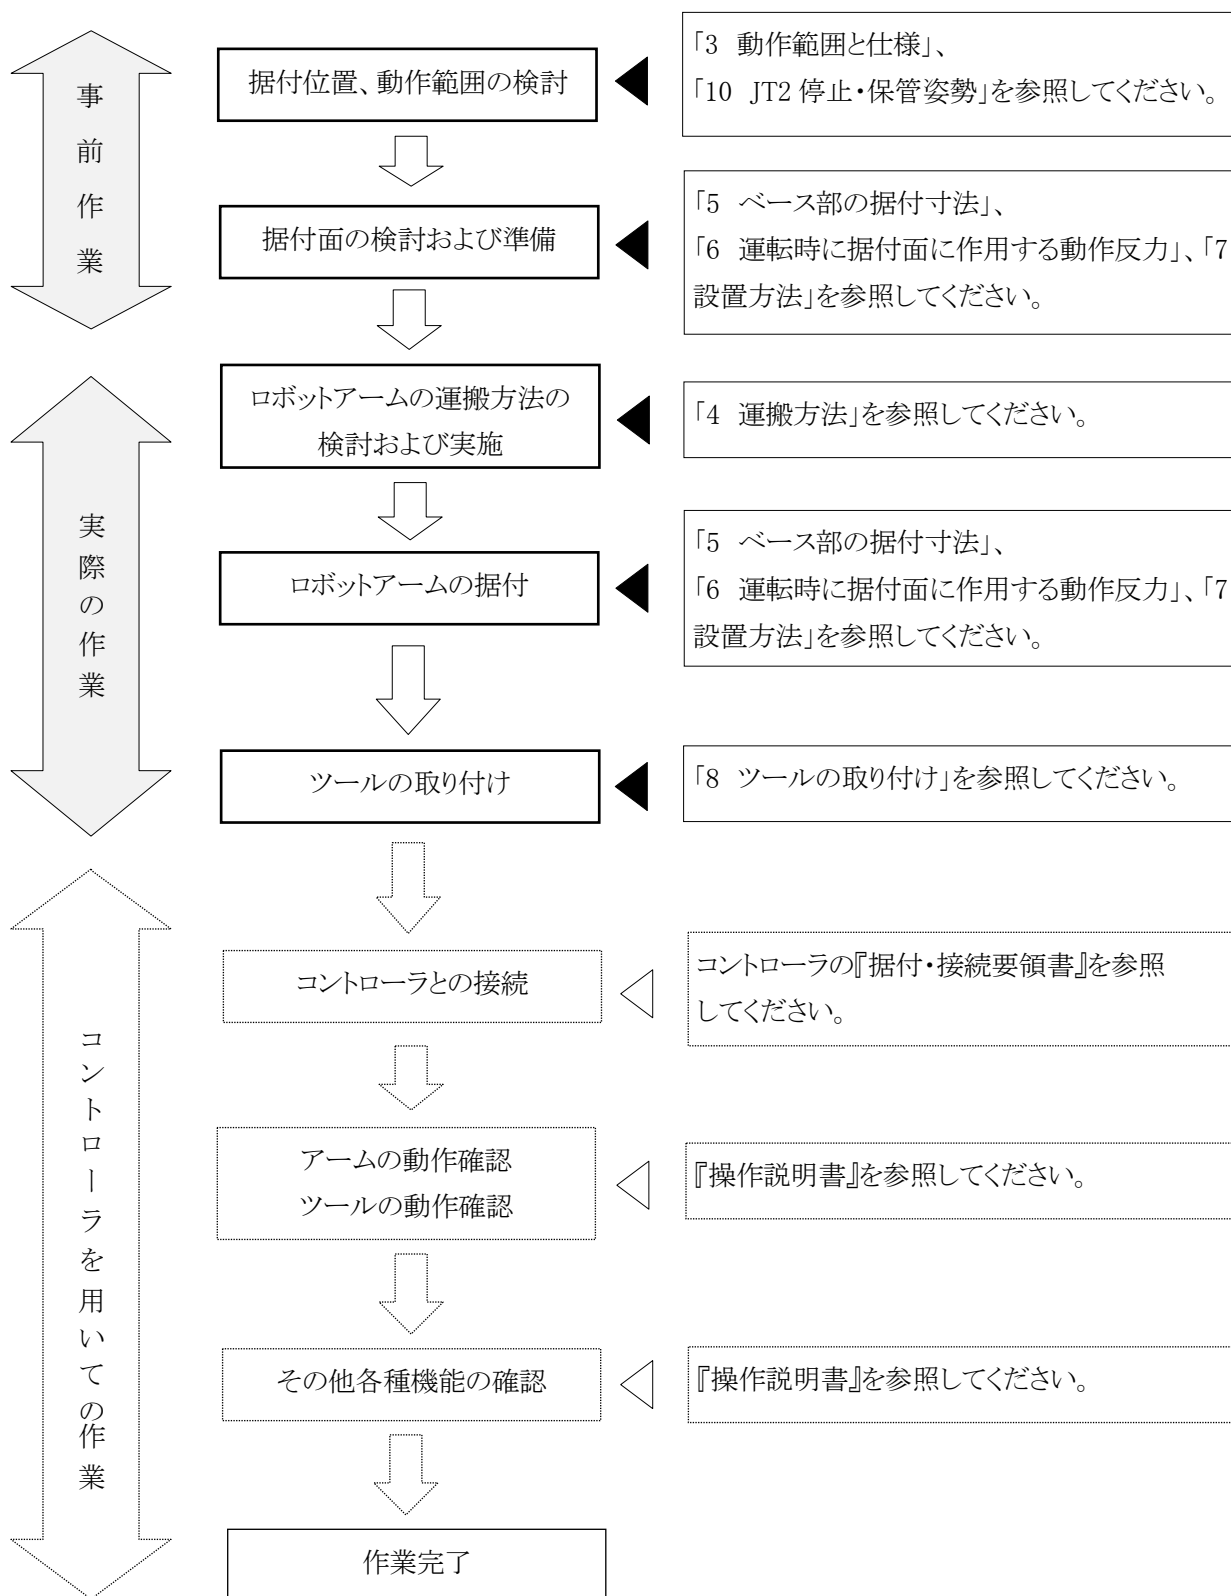 事前作業
据付位置、動作範囲の検討
「3 動作範囲と仕様」、
「10 JT2 停止・保管姿勢」を参照してください。
据付面の検討および準備
「5 ベース部の据付寸法」、
「6 運転時に据付面に作用する動作反力」、「7
設置方法」を参照してください。
実際の作業
ロボットアームの運搬方法の
検討および実施
「4 運搬方法」を参照してください。
ロボットアームの据付
「5 ベース部の据付寸法」、
「6 運転時に据付面に作用する動作反力」、「7
設置方法」を参照してください。
ツールの取り付け
「8 ツールの取り付け」を参照してください。
コントローラを用いての作業
コントローラとの接続
コントローラの『据付・接続要領書』を参照
してください。
アームの動作確認
ツールの動作確認
『操作説明書』を参照してください。
その他各種機能の確認
『操作説明書』を参照してください。
作業完了